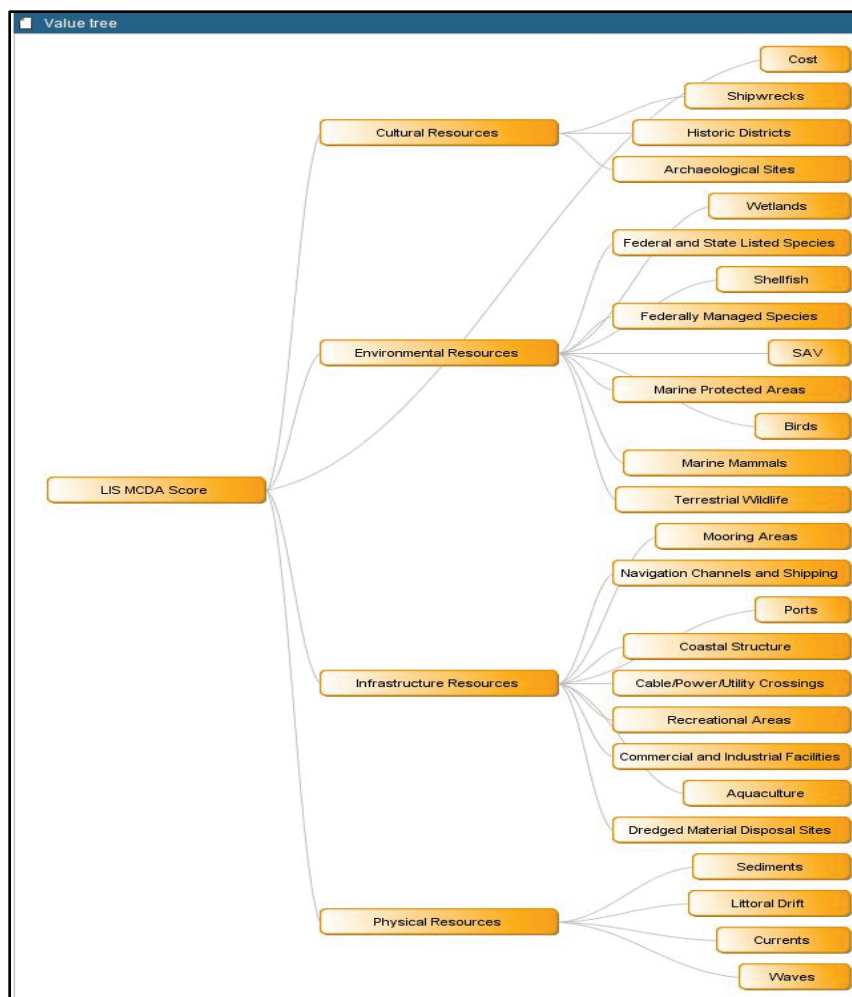 Value tree
Cost
Shipwrecks
Cultural Resources
Historic Districts
Archaeological Sites
Wetlands
Federal and State Listed Species
Shellfish
Federally Managed Species
Environmental Resources
SAV
Marine Protected Areas
Birds
Marine Mammals
LIS MCDA Score
Terrestrial Wildlife
Mooring Areas
Navigation Channels and Shipping
Ports
Coastal Structure
Infrastructure Resources
Cable/Power/Utility Crossings
Recreational Areas
Commercial and Industrial Facilities
Aquaculture
Dredged Material Disposal Sites
Sediments
Littoral Drift
Physical Resources
Currents
Waves